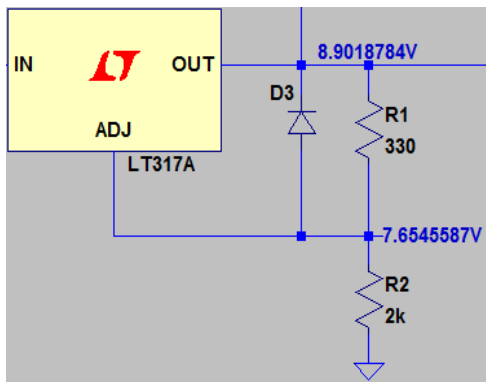 8.9018784V
IN
OUT
D3
R1
330
ADJ
LT317A
7.6545587V
R2
2k